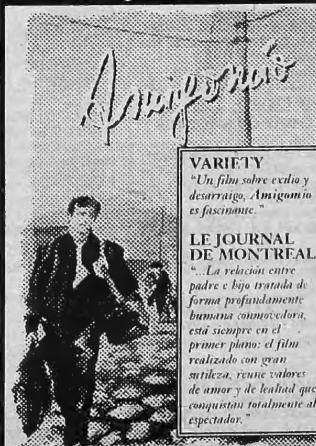 Amigomío
VARIETY
"Un film sobre exilio y
desarraigo, Amigomío
es fascinante."
LE JOURNAL
DE MONTREAL
"...La relación entre
padre e hijo tratada de
forma profundamente
humana conmovedora,
está siempre en el
primer plano: el film
realizado con gran
sutileza, reune valores
de amor y de lealtad que
conquistan totalmente al
espectador."